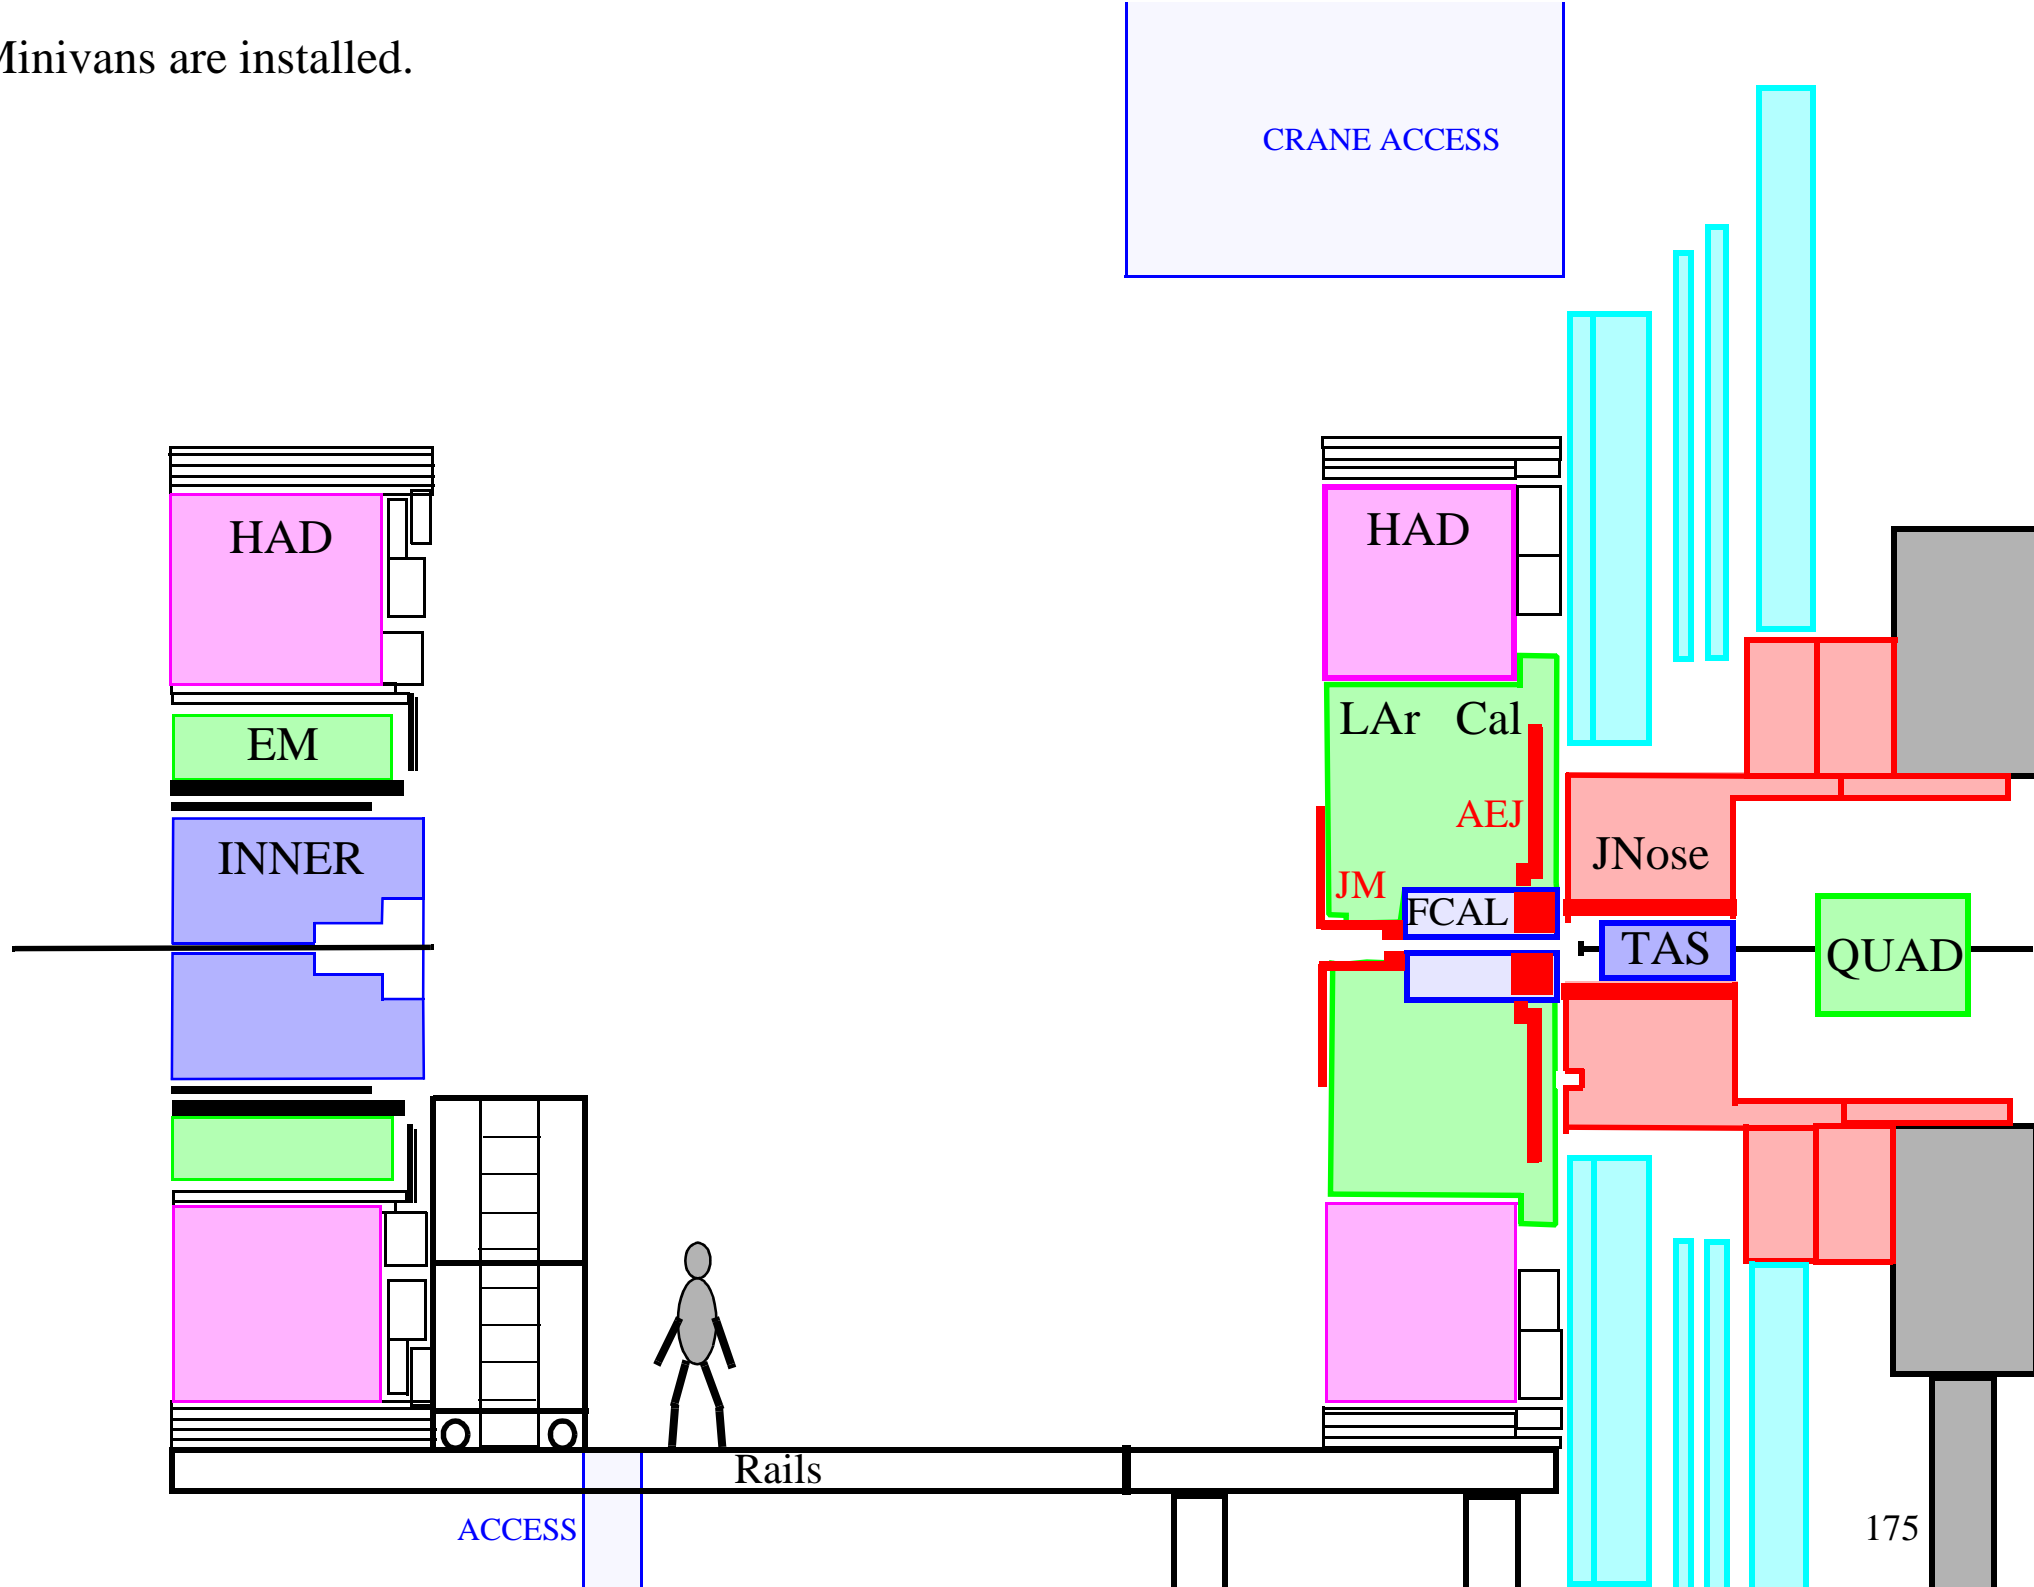 Minivans are installed.
CRANE ACCESS
HAD
HAD
LAr Cal
EM
AEJ
JNose
INNER
JM
FCAL
TAS
QUAD
Rails
ACCESS
175